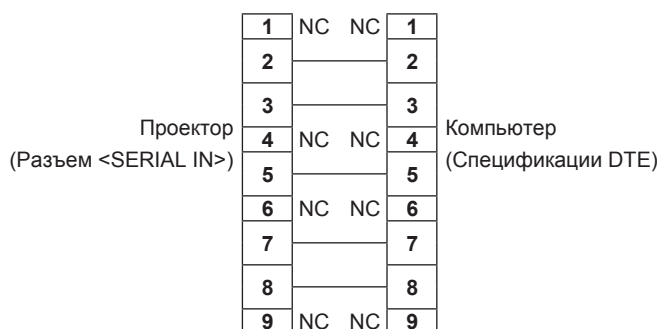 1 NC NC 1
2 2
3 3
Проектор
(Разъем <SERIAL IN>)
4 NC NC 4
Компьютер
(Спецификации DTE)
5 5
6 NC NC 6
7 7
8 8
9 NC NC 9